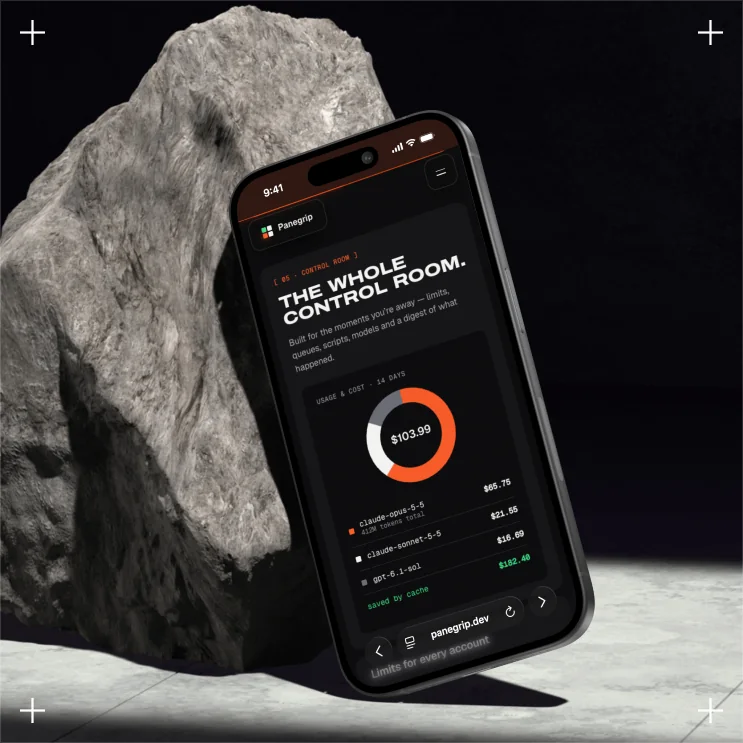 9:41
Panegrip
[ 05 · CONTROL ROOM ]
THE WHOLE
CONTROL ROOM.
Built for the moments you're away — limits,
queues, scripts, models and a digest of what
happened.
USAGE & COST · 14 DAYS
$103.99
claude-opus-5-5 $65.75
412M tokens total
claude-sonnet-5-5 $21.55
gpt-6.1-sol $16.69
saved by cache $182.40
panegrip.dev
Limits for every account